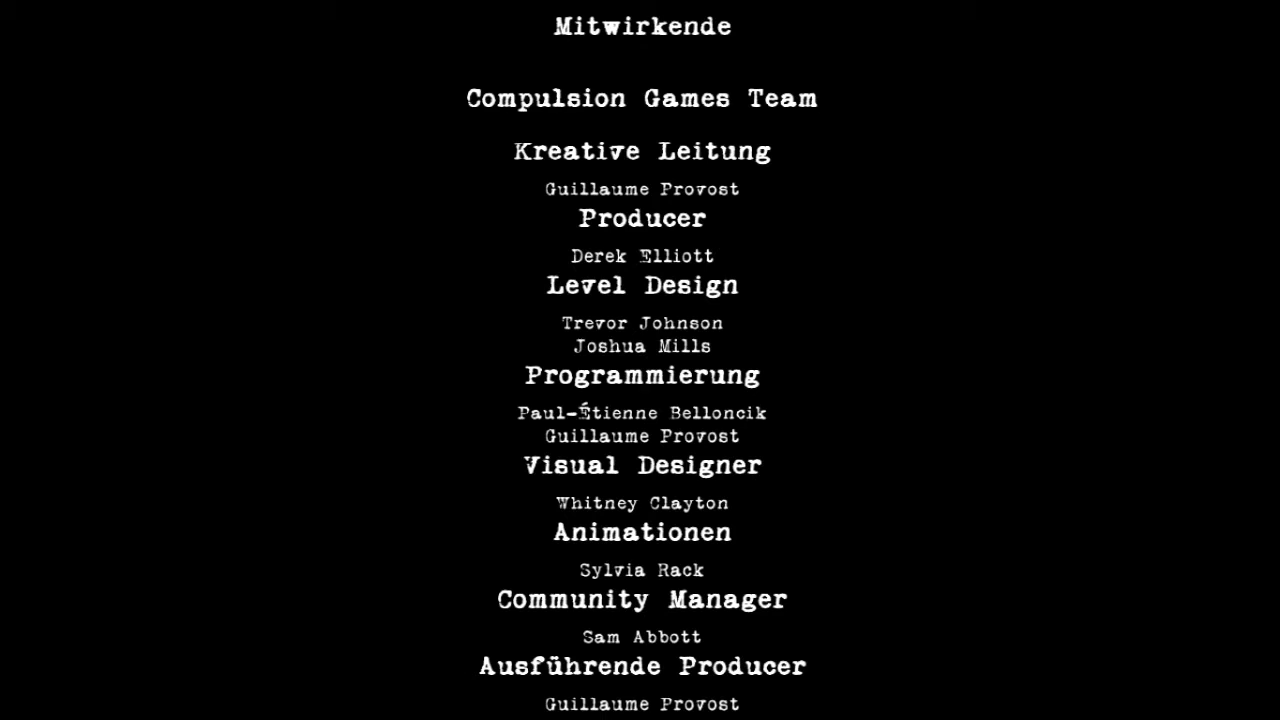 Mitwirkende
Compulsion Games Team
Kreative Leitung
Guillaume Provost
Producer
Derek Elliott
Level Design
Trevor Johnson
Joshua Mills
Programmierung
Paul-Étienne Belloncik
Guillaume Provost
Visual Designer
Whitney Clayton
Animationen
Sylvia Rack
Community Manager
Sam Abbott
Ausführende Producer
Guillaume Provost